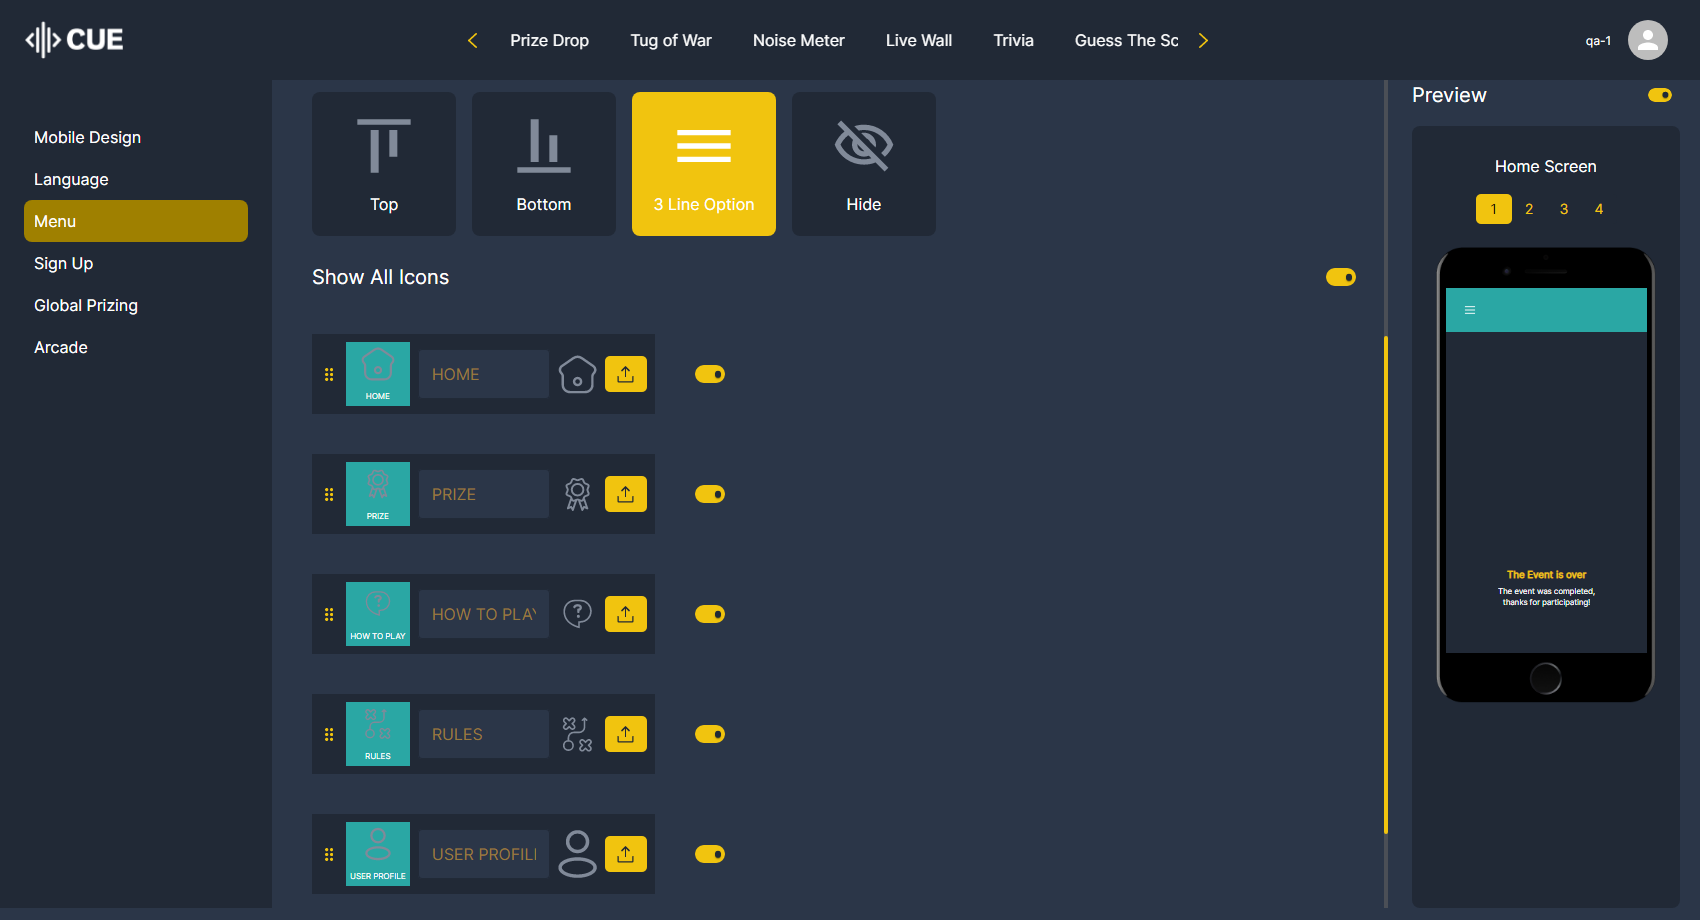 CUE
Prize Drop
Tug of War
Noise Meter
Live Wall
Trivia
Guess The Sc
qa-1
Mobile Design
Language
Menu
Sign Up
Global Prizing
Arcade
Top
Bottom
3 Line Option
Hide
Show All Icons
HOME
HOME
PRIZE
PRIZE
HOW TO PLAY
HOW TO PLAY
RULES
RULES
USER PROFILE
USER PROFILI
Preview
Home Screen
1 2 3 4
The Event is over
The event was completed,
thanks for participating!